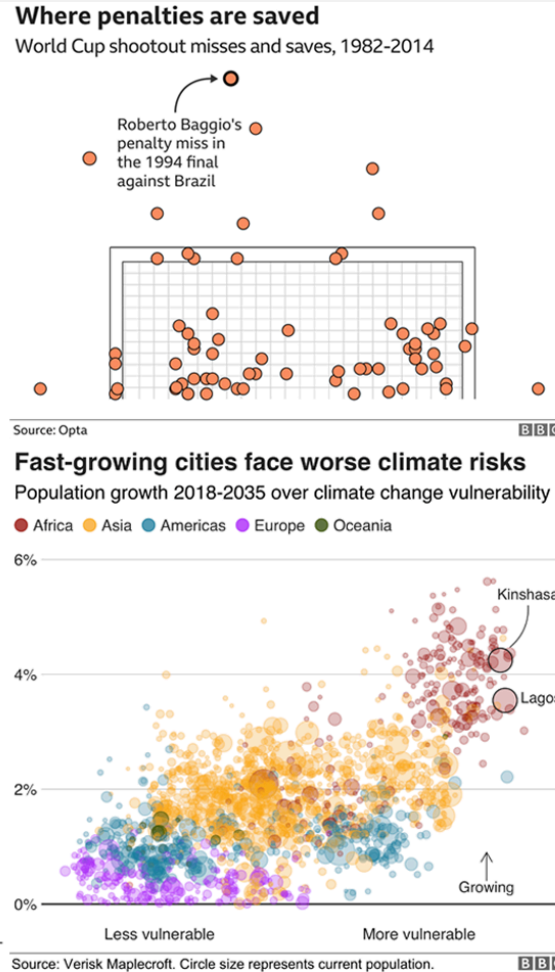 Where penalties are saved
World Cup shootout misses and saves, 1982-2014
Roberto Baggio's
penalty miss in
the 1994 final
against Brazil
Source: Opta
BBC
Fast-growing cities face worse climate risks
Population growth 2018-2035 over climate change vulnerability
Africa Asia Americas Europe Oceania
6%
Kinshasa
4%
Lago
2%
Growing
0%
Less vulnerable More vulnerable
Source: Verisk Maplecroft. Circle size represents current population.
BBC